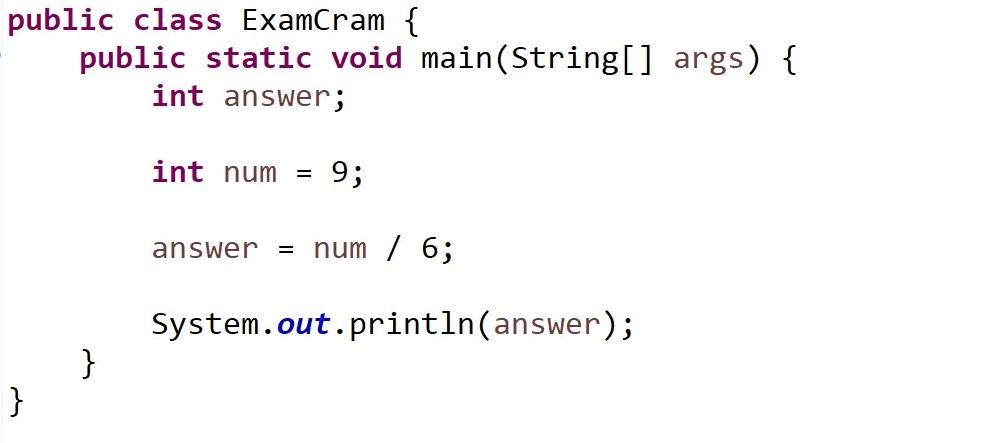 public class ExamCram {
    public static void main(String[] args) {
        int answer;
        int num = 9;
        answer = num / 6;
        System.out.println(answer);
    }
}